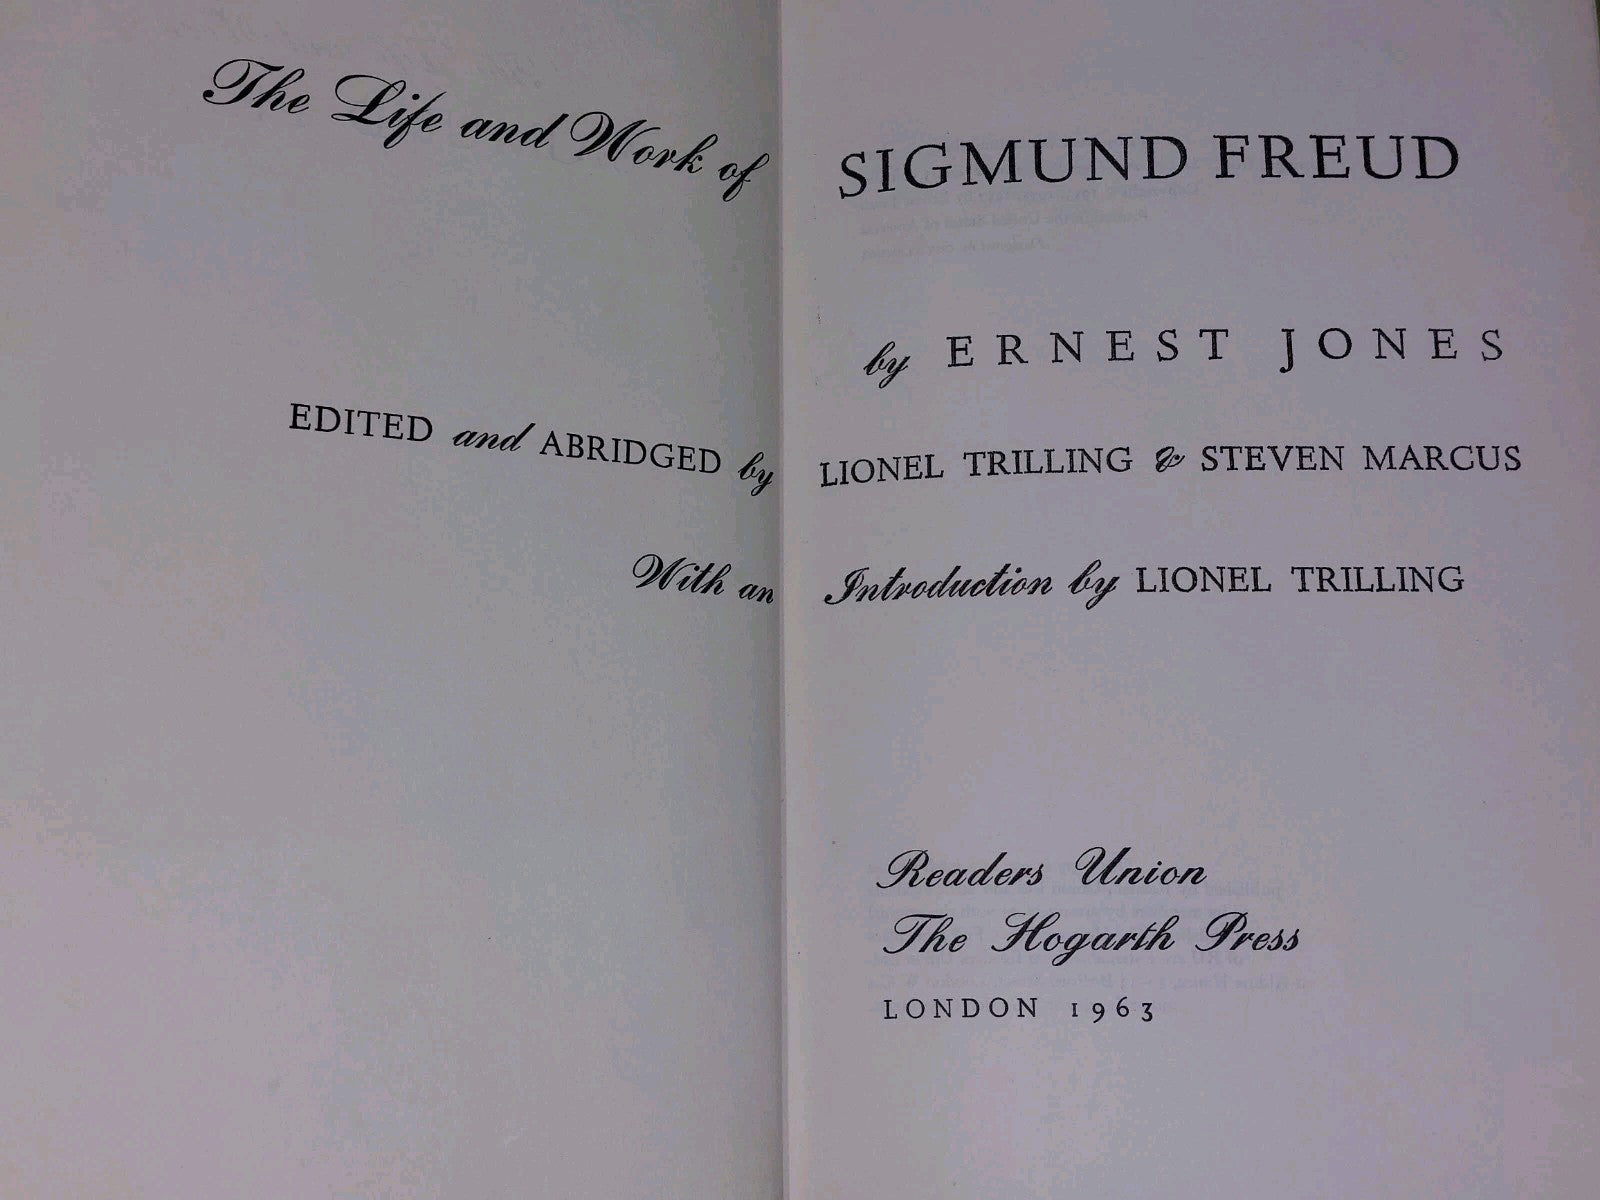 The Life and Work of SIGMUND FREUD
by ERNEST JONES
EDITED and ABRIDGED by LIONEL TRILLING & STEVEN MARCUS
With an Introduction by LIONEL TRILLING
Readers Union
The Hogarth Press
LONDON 1963